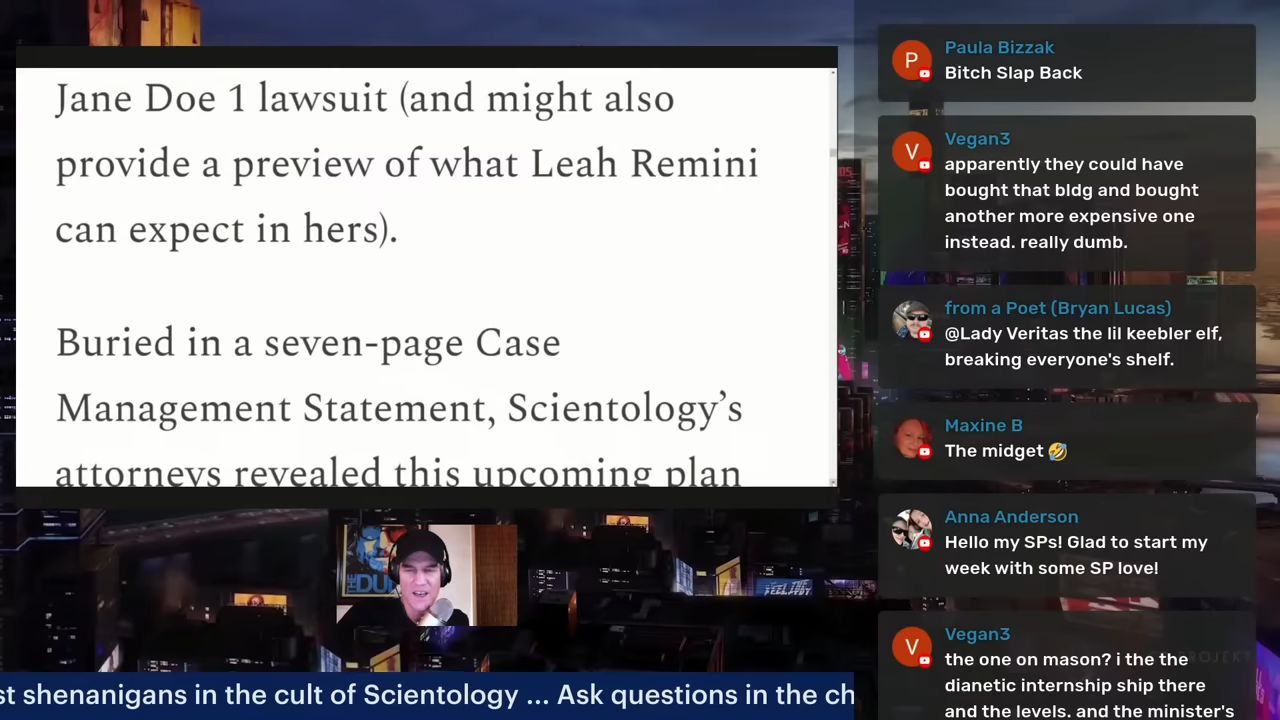 Jane Doe 1 lawsuit (and might also
provide a preview of what Leah Remini
can expect in hers).
Buried in a seven-page Case
Management Statement, Scientology’s
attorneys revealed this upcoming plan
THE
DU
FEEL THE
st shenanigans in the cult of Scientology ... Ask questions in the ch
P
Paula Bizzak
Bitch Slap Back
V
Vegan3
apparently they could have
bought that bldg and bought
another more expensive one
instead. really dumb.
from a Poet (Bryan Lucas)
@Lady Veritas the lil keebler elf,
breaking everyone's shelf.
Maxine B
The midget 🤣
Anna Anderson
Hello my SPs! Glad to start my
week with some SP love!
V
Vegan3
the one on mason? i the the
dianetic internship ship there
and the levels. and the minister's